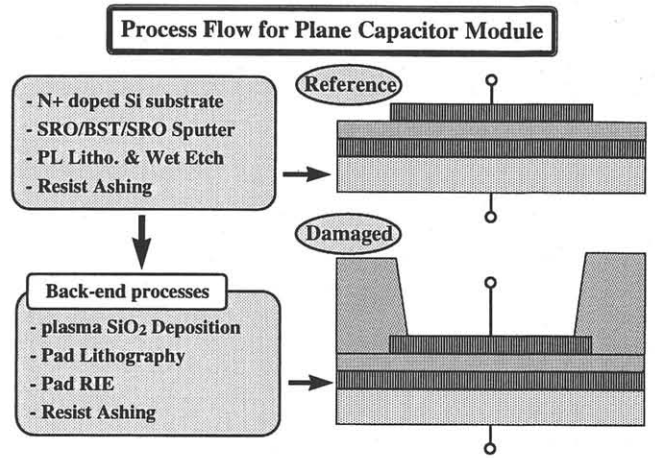 Process Flow for Plane Capacitor Module
- N+ doped Si substrate
- SRO/BST/SRO Sputter
- PL Litho. & Wet Etch
- Resist Ashing
Reference
Damaged
Back-end processes
- plasma SiO₂ Deposition
- Pad Lithography
- Pad RIE
- Resist Ashing